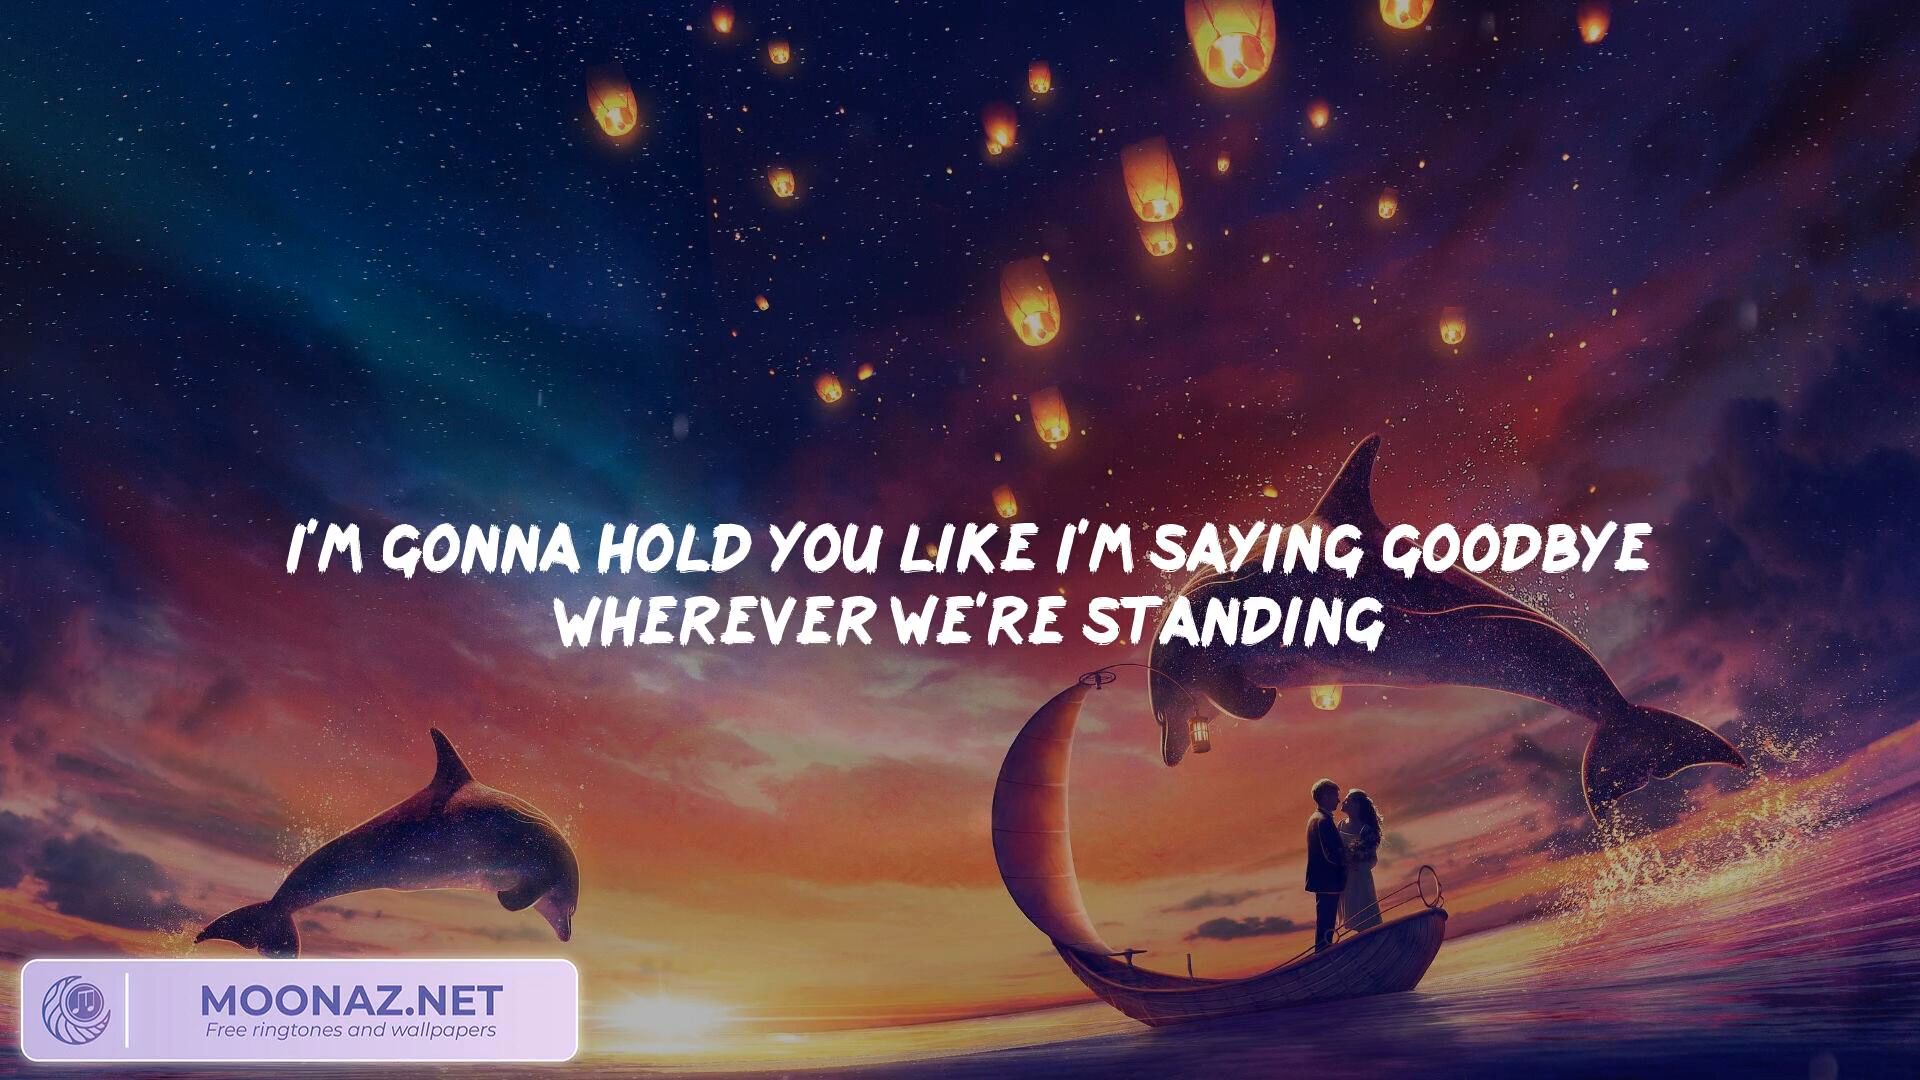 I'M GONNA HOLD YOU LIKE I'M SAYING GOODBYE
WHEREVER WE'RE STANDING
MOONAZ.NET
Free ringtones and wallpapers